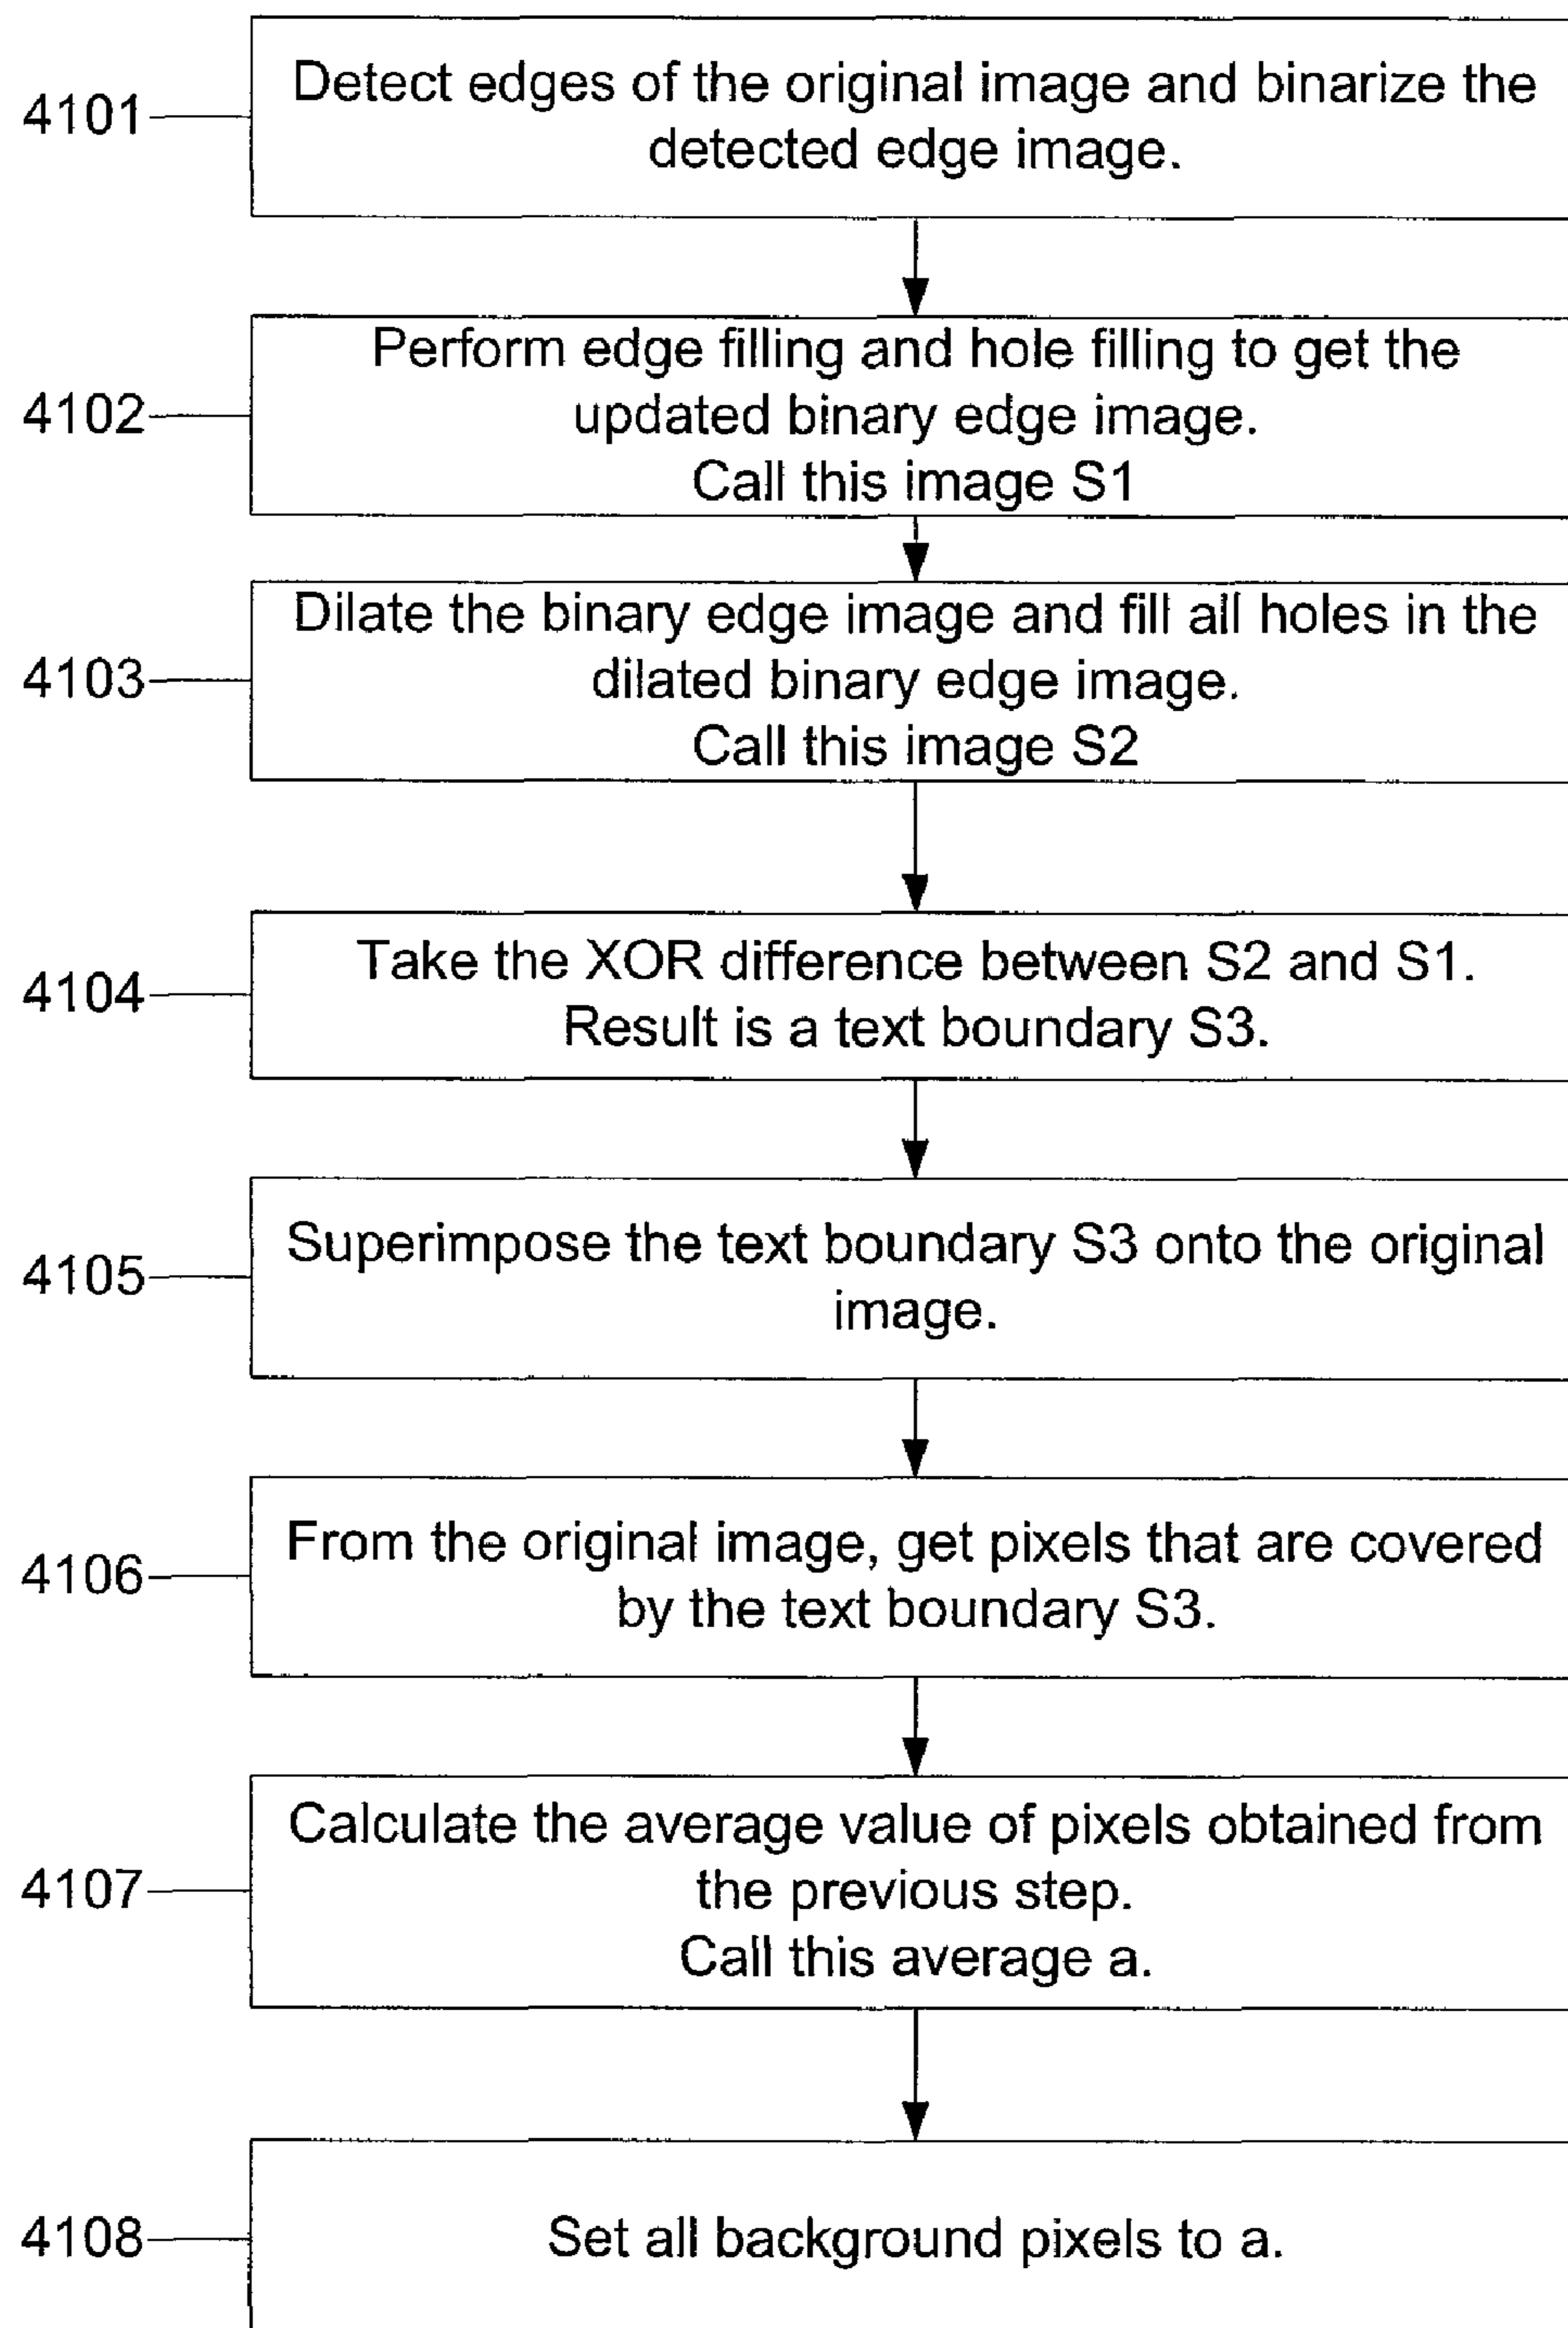 4101
Detect edges of the original image and binarize the
detected edge image.
4102
Perform edge filling and hole filling to get the
updated binary edge image.
Call this image S1
4103
Dilate the binary edge image and fill all holes in the
dilated binary edge image.
Call this image S2
4104
Take the XOR difference between S2 and S1.
Result is a text boundary S3.
4105
Superimpose the text boundary S3 onto the original
image.
4106
From the original image, get pixels that are covered
by the text boundary S3.
4107
Calculate the average value of pixels obtained from
the previous step.
Call this average a.
4108
Set all background pixels to a.